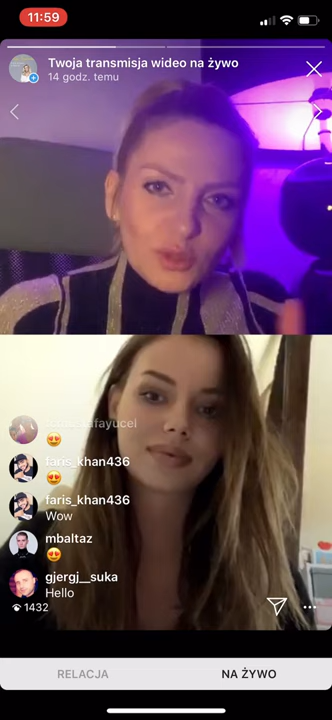 11:59
Twoja transmisja wideo na żywo
14 godz. temu
faris_khan436
faris_khan436
Wow
mbaltaz
gjergj__suka
Hello
1432
RELACJA
NA ŻYWO